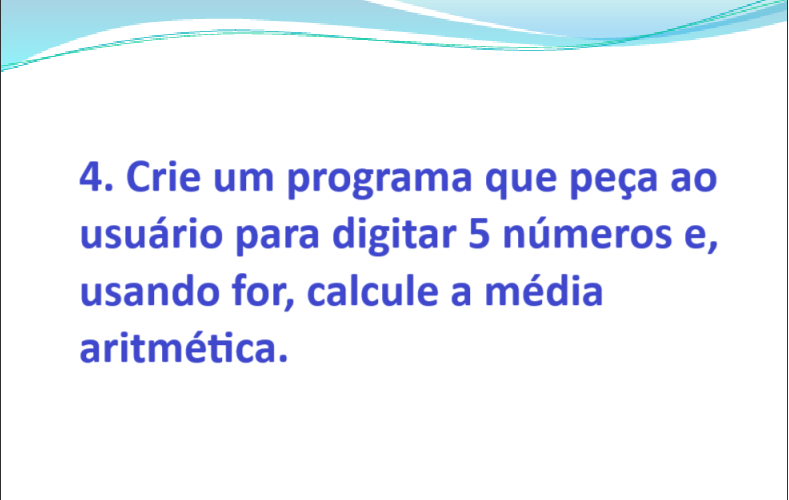 4. Crie um programa que peça ao
usuário para digitar 5 números e,
usando for, calcule a média
aritmética.